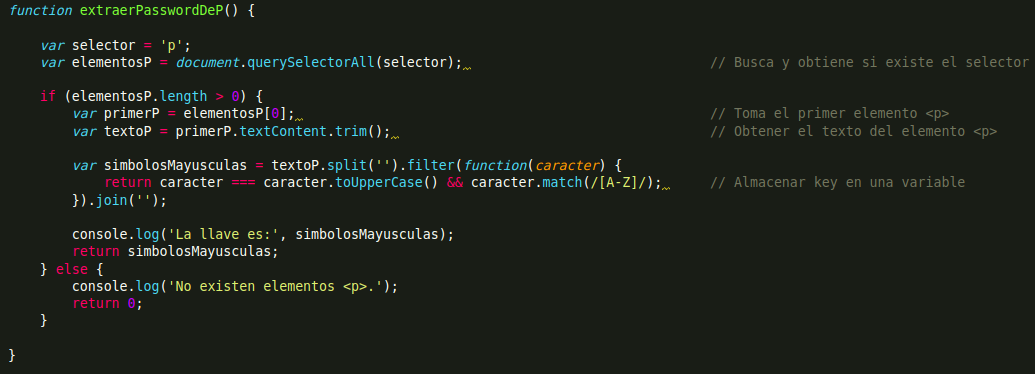 function extraerPasswordDeP() {
var selector = 'p';
var elementosP = document.querySelectorAll(selector); // Busca y obtiene si existe el selector
if (elementosP.length > 0) {
var primerP = elementosP[0]; // Toma el primer elemento <p>
var textoP = primerP.textContent.trim(); // Obtener el texto del elemento <p>
var simbolosMayusculas = textoP.split('').filter(function(caracter) {
return caracter === caracter.toUpperCase() && caracter.match(/[A-Z]/); // Almacenar key en una variable
}).join('');
console.log('La llave es:', simbolosMayusculas);
return simbolosMayusculas;
} else {
console.log('No existen elementos <p>.');
return 0;
}
}